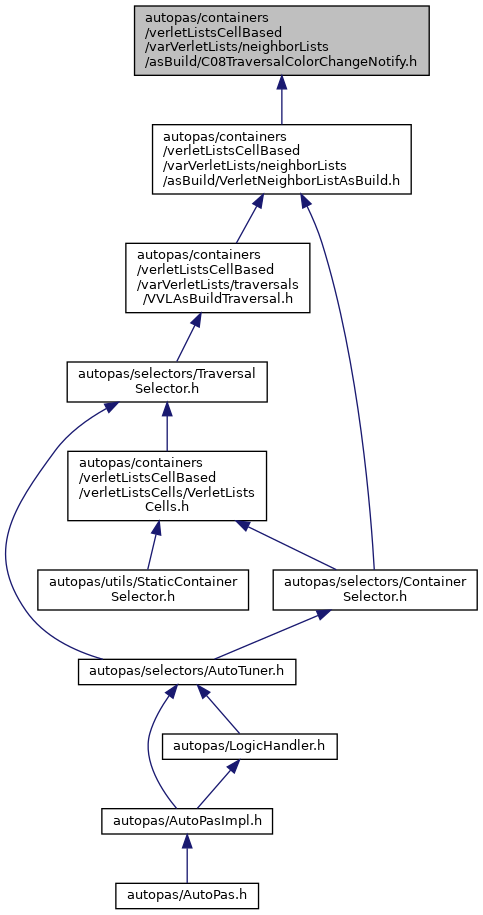 autopas/containers
/verletListsCellBased
/varVerletLists/neighborLists
/asBuild/C08TraversalColorChangeNotify.h
autopas/containers
/verletListsCellBased
/varVerletLists/neighborLists
/asBuild/VerletNeighborListAsBuild.h
autopas/containers
/verletListsCellBased
/varVerletLists/traversals
/VVLAsBuildTraversal.h
autopas/selectors/Traversal
Selector.h
autopas/containers
/verletListsCellBased
/verletListsCells/VerletLists
Cells.h
autopas/utils/StaticContainer
Selector.h
autopas/selectors/Container
Selector.h
autopas/selectors/AutoTuner.h
autopas/LogicHandler.h
autopas/AutoPasImpl.h
autopas/AutoPas.h